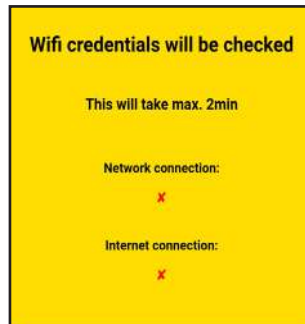 Wifi credentials will be checked
This will take max. 2min
Network connection:
✘
Internet connection:
✘